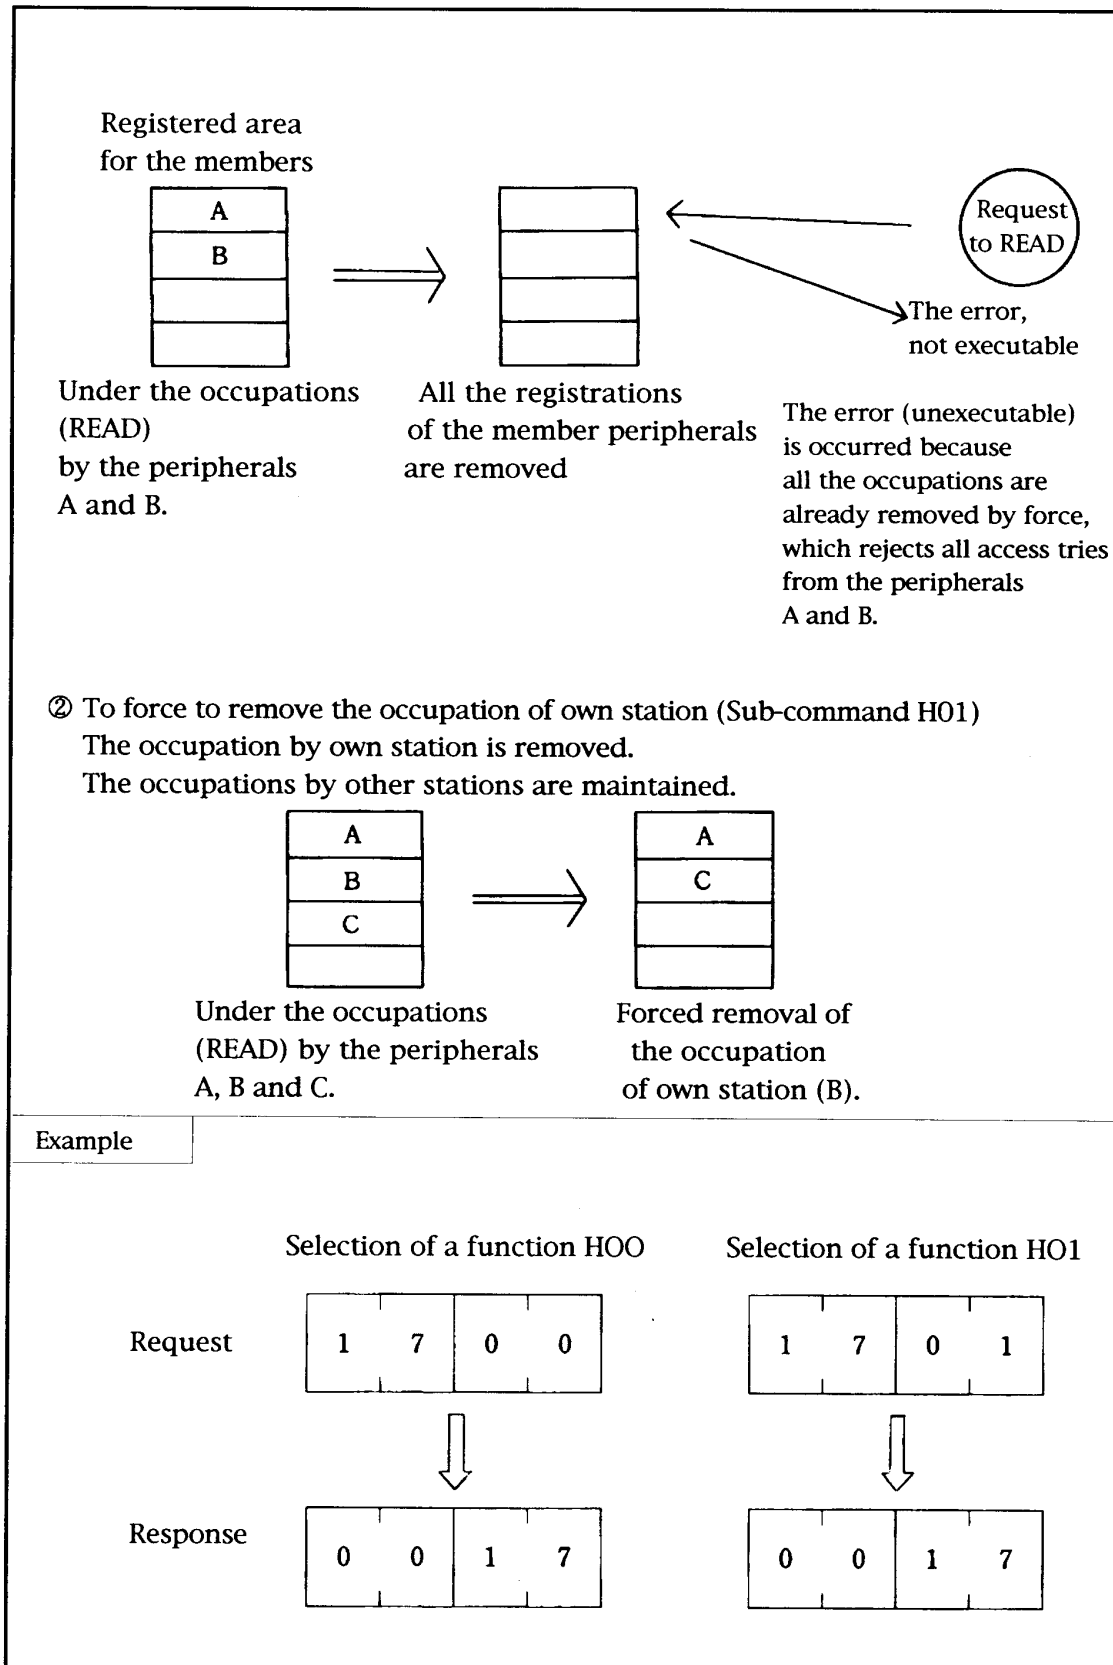 Registered area
for the members
A
B
Request
to READ
The error,
not executable
Under the occupations
(READ)
by the peripherals
A and B.
All the registrations
of the member peripherals
are removed
The error (unexecutable)
is occurred because
all the occupations are
already removed by force,
which rejects all access tries
from the peripherals
A and B.
② To force to remove the occupation of own station (Sub-command H01)
The occupation by own station is removed.
The occupations by other stations are maintained.
A
B
C
A
C
Under the occupations
(READ) by the peripherals
A, B and C.
Forced removal of
the occupation
of own station (B).
Example
Selection of a function HOO
Selection of a function HO1
Request
1 7 0 0
1 7 0 1
Response
0 0 1 7
0 0 1 7